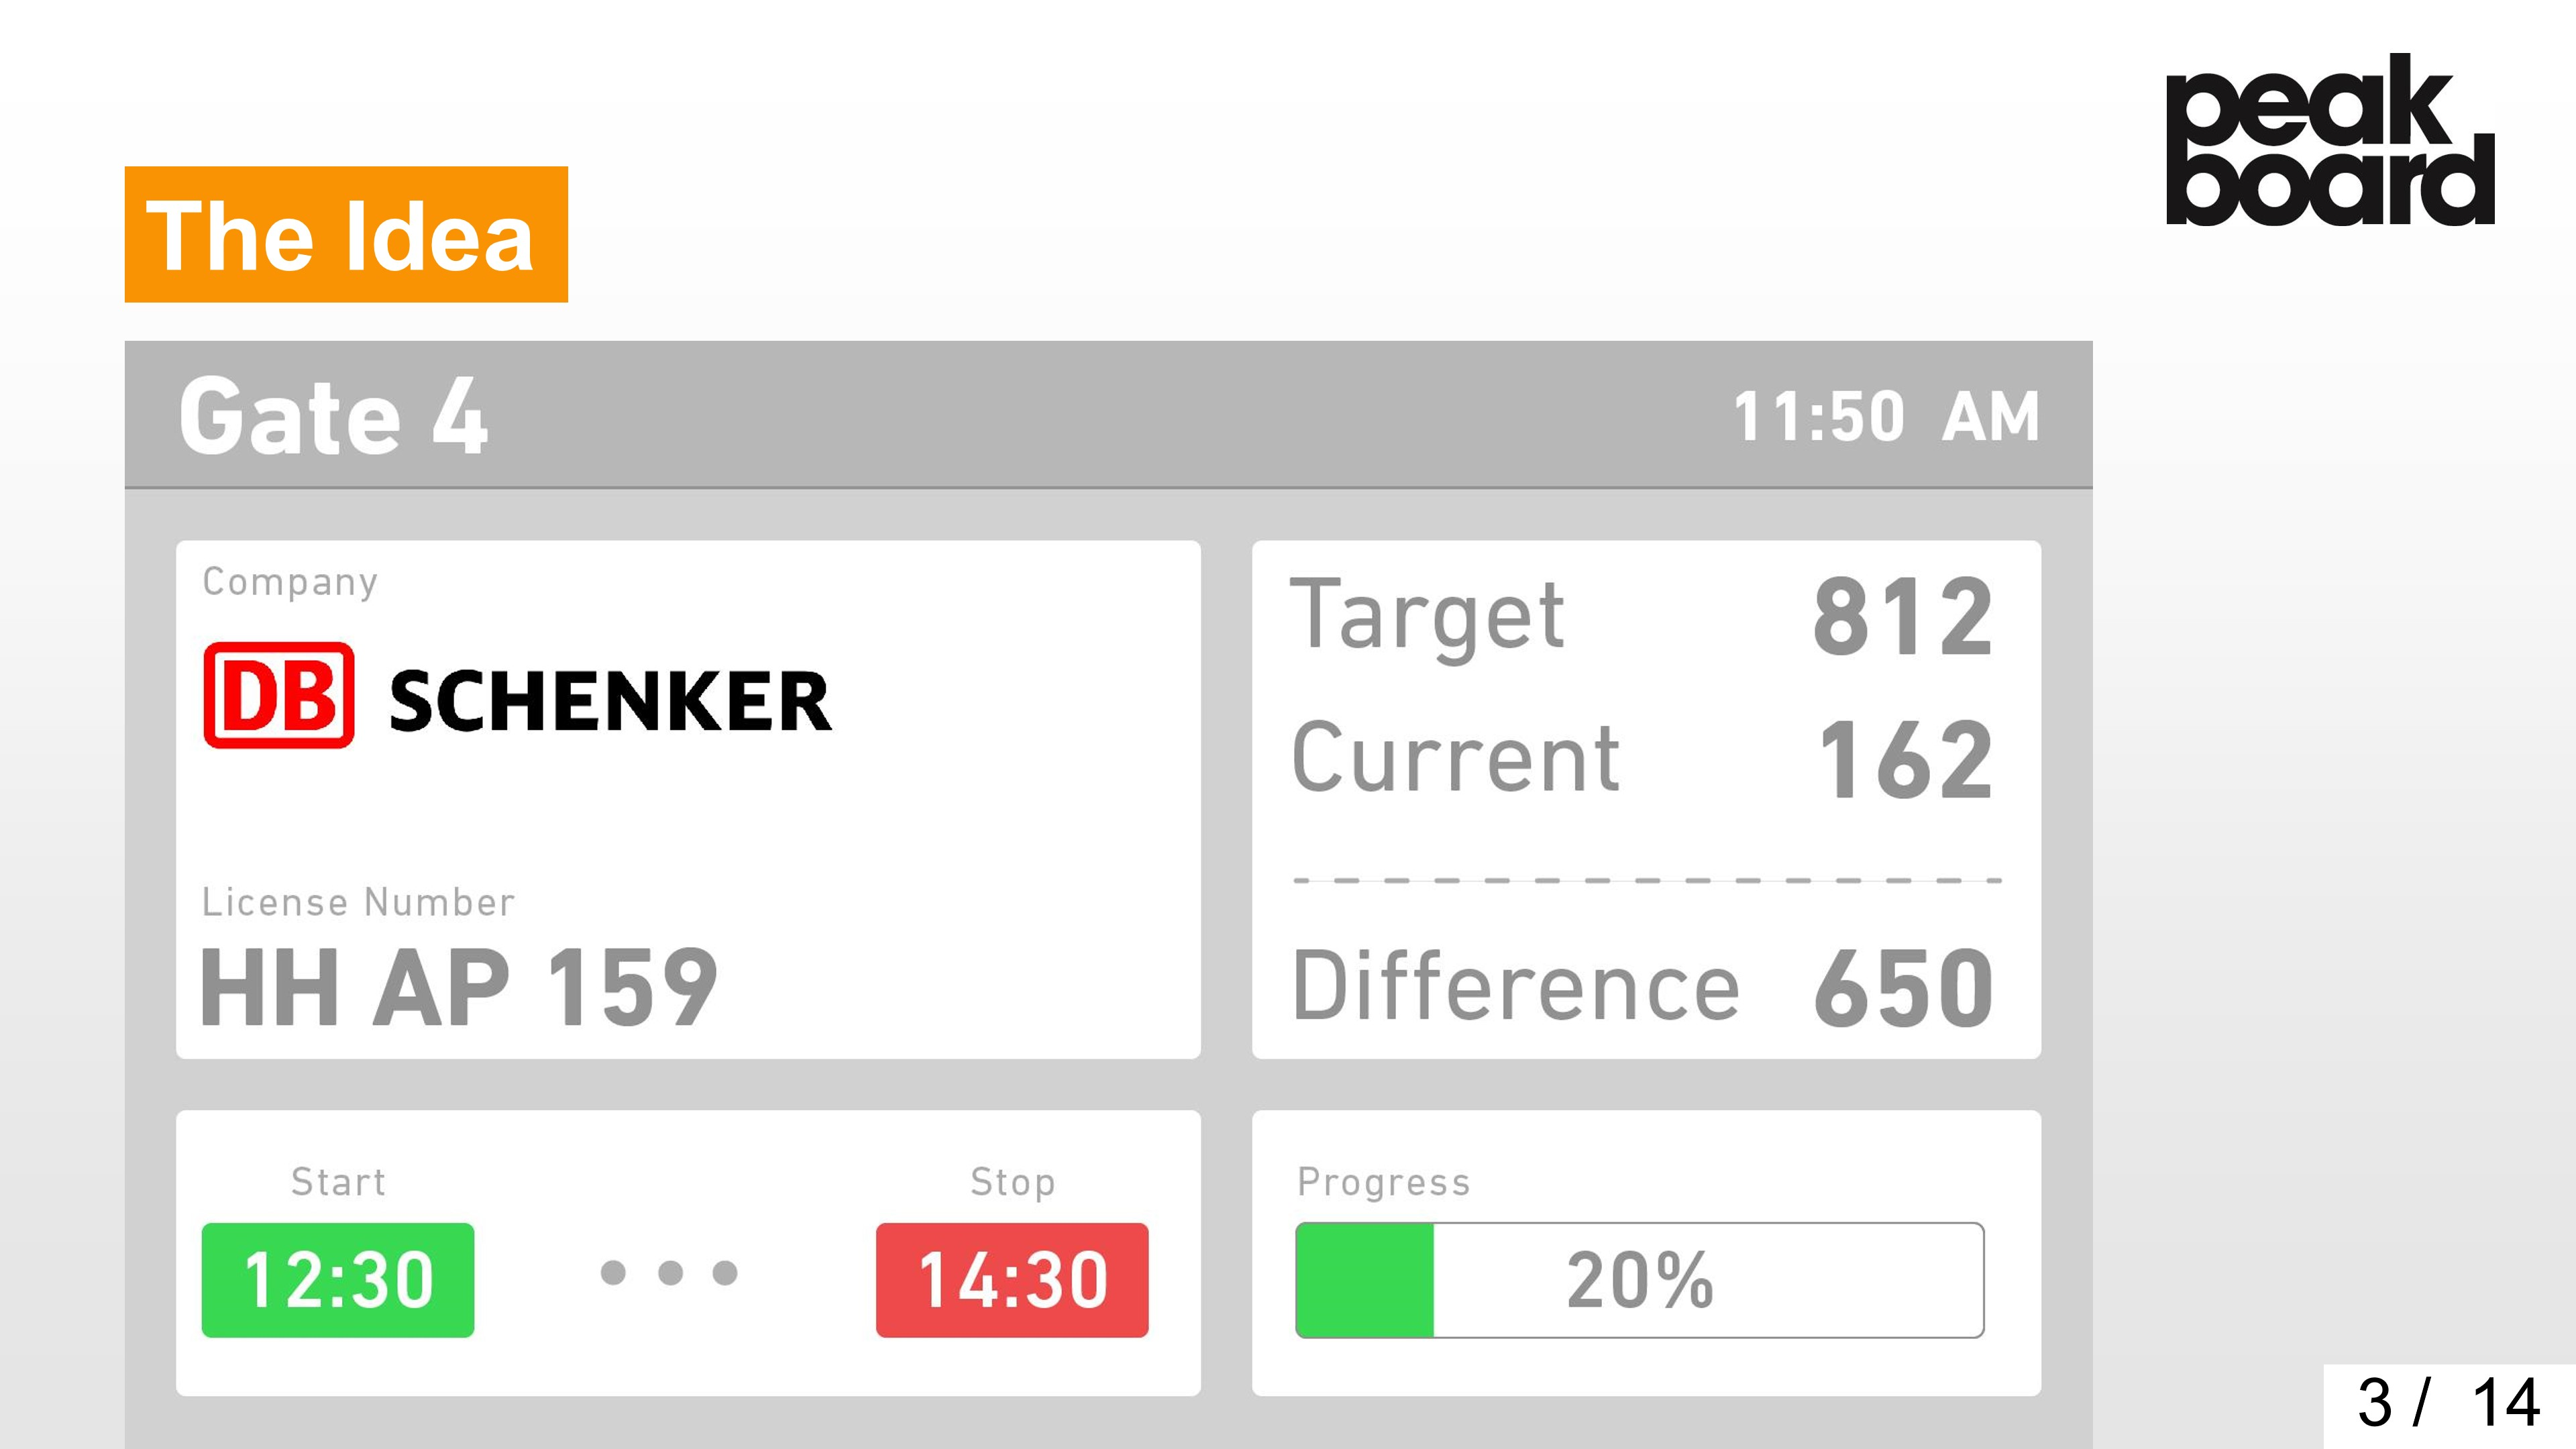 peak
board
The Idea
Gate 4
11:50 AM
Company
DB SCHENKER
License Number
HH AP 159
Target 812
Current 162
Difference 650
Start
12:30
Stop
14:30
Progress
20%
3 / 14